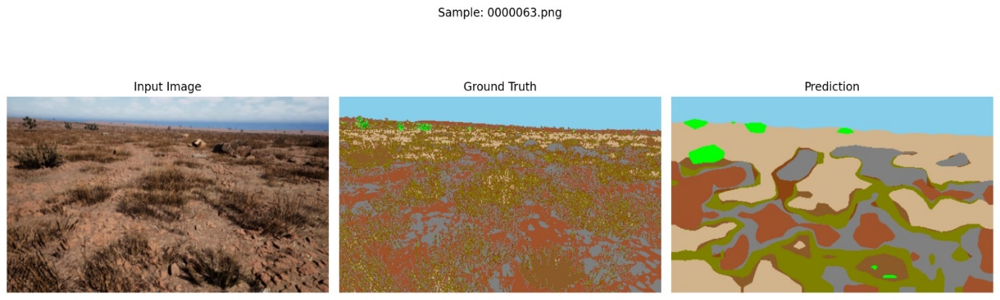 Sample: 0000063.png
Input Image
Ground Truth
Prediction